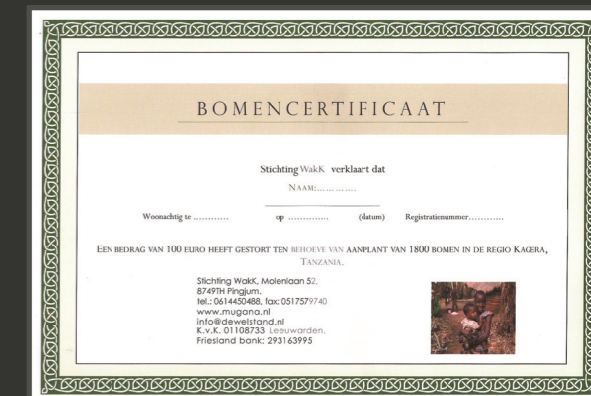 BOMENCERTIFICAAT
Stichting WakK verklaart dat
NAAM:............
Woonachtig te ............ op .............. (datum) Registratienummer............
EEN BEDRAG VAN 100 EURO HEEFT GESTORT TEN BEHOEVE VAN AANPLANT VAN 1800 BOMEN IN DE REGIO KAGERA,
TANZANIA.
Stichting WakK, Molenlaan 52,
8749TH Pingjum.
tel.: 0614450488, fax: 0517579740
www.mugana.nl
info@dewelstand.nl
K.v.K. 01108733 Leeuwarden.
Friesland bank: 293163995